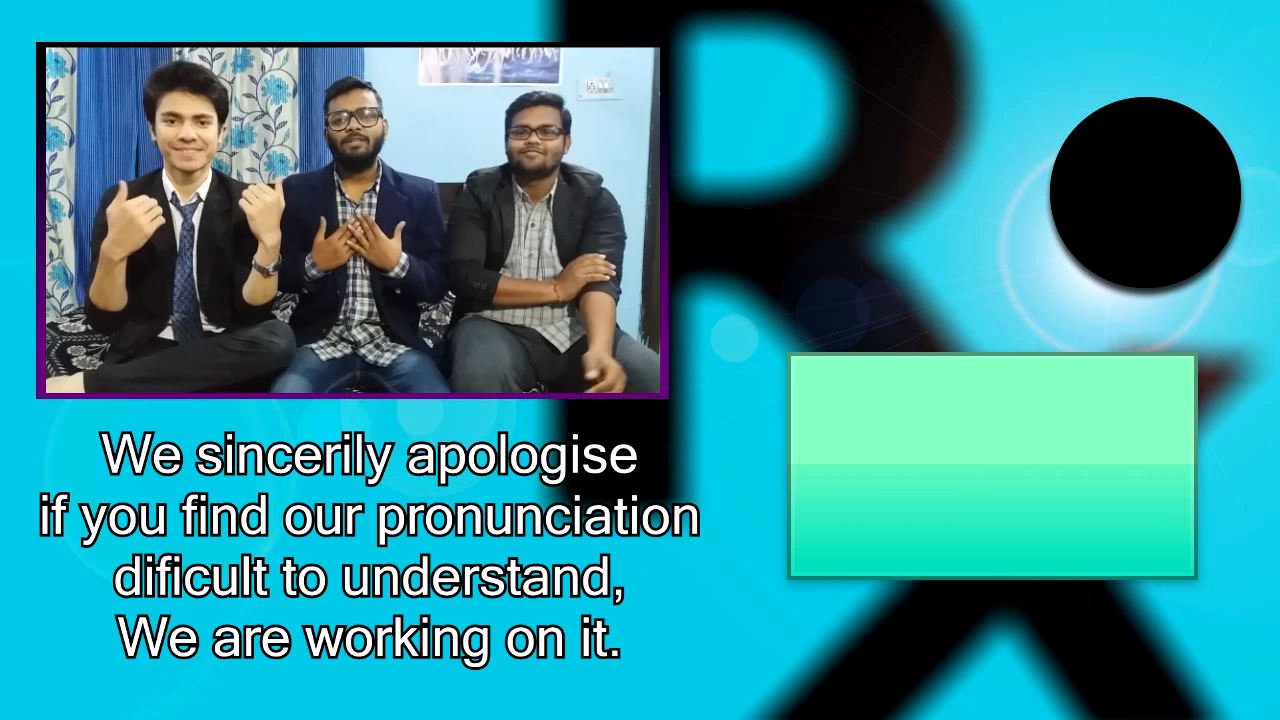 We sincerily apologise
if you find our pronunciation
dificult to understand,
We are working on it.